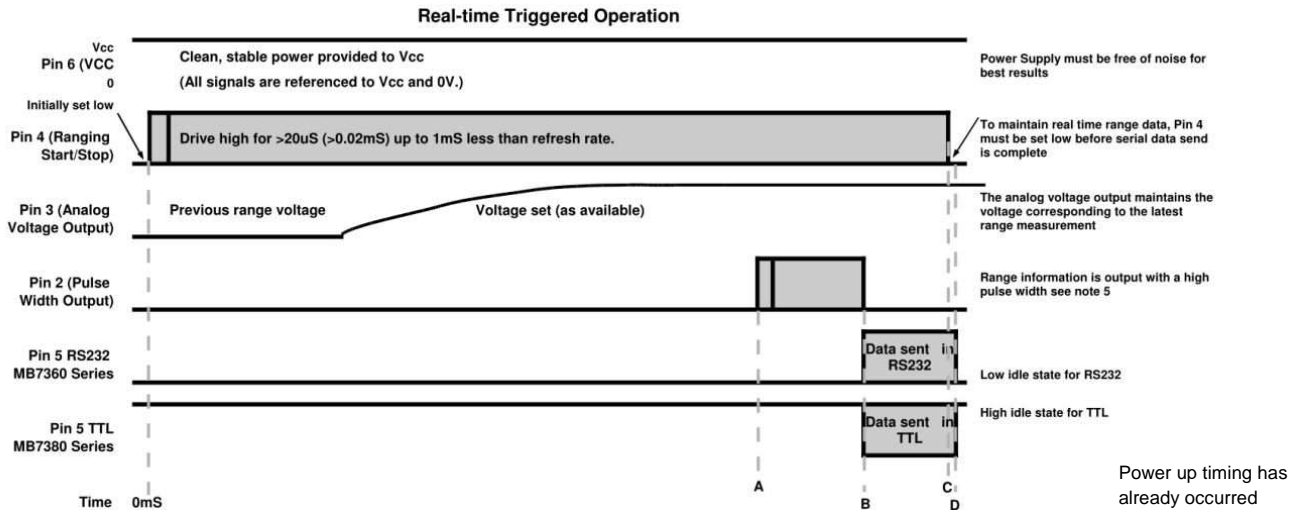 Real-time Triggered Operation
Vcc
Pin 6 (VCC
0
Clean, stable power provided to Vcc
(All signals are referenced to Vcc and 0V.)
Power Supply must be free of noise for
best results
Initially set low
Pin 4 (Ranging
Start/Stop)
Drive high for >20uS (>0.02mS) up to 1mS less than refresh rate.
To maintain real time range data, Pin 4
must be set low before serial data send
is complete
Pin 3 (Analog
Voltage Output)
Previous range voltage
Voltage set (as available)
The analog voltage output maintains the
voltage corresponding to the latest
range measurement
Pin 2 (Pulse
Width Output)
Range information is output with a high
pulse width see note 5
Pin 5 RS232
MB7360 Series
Data sent in
RS232
Low idle state for RS232
Pin 5 TTL
MB7380 Series
Data sent in
TTL
High idle state for TTL
Time 0mS
A
B
C
D
Power up timing has
already occurred